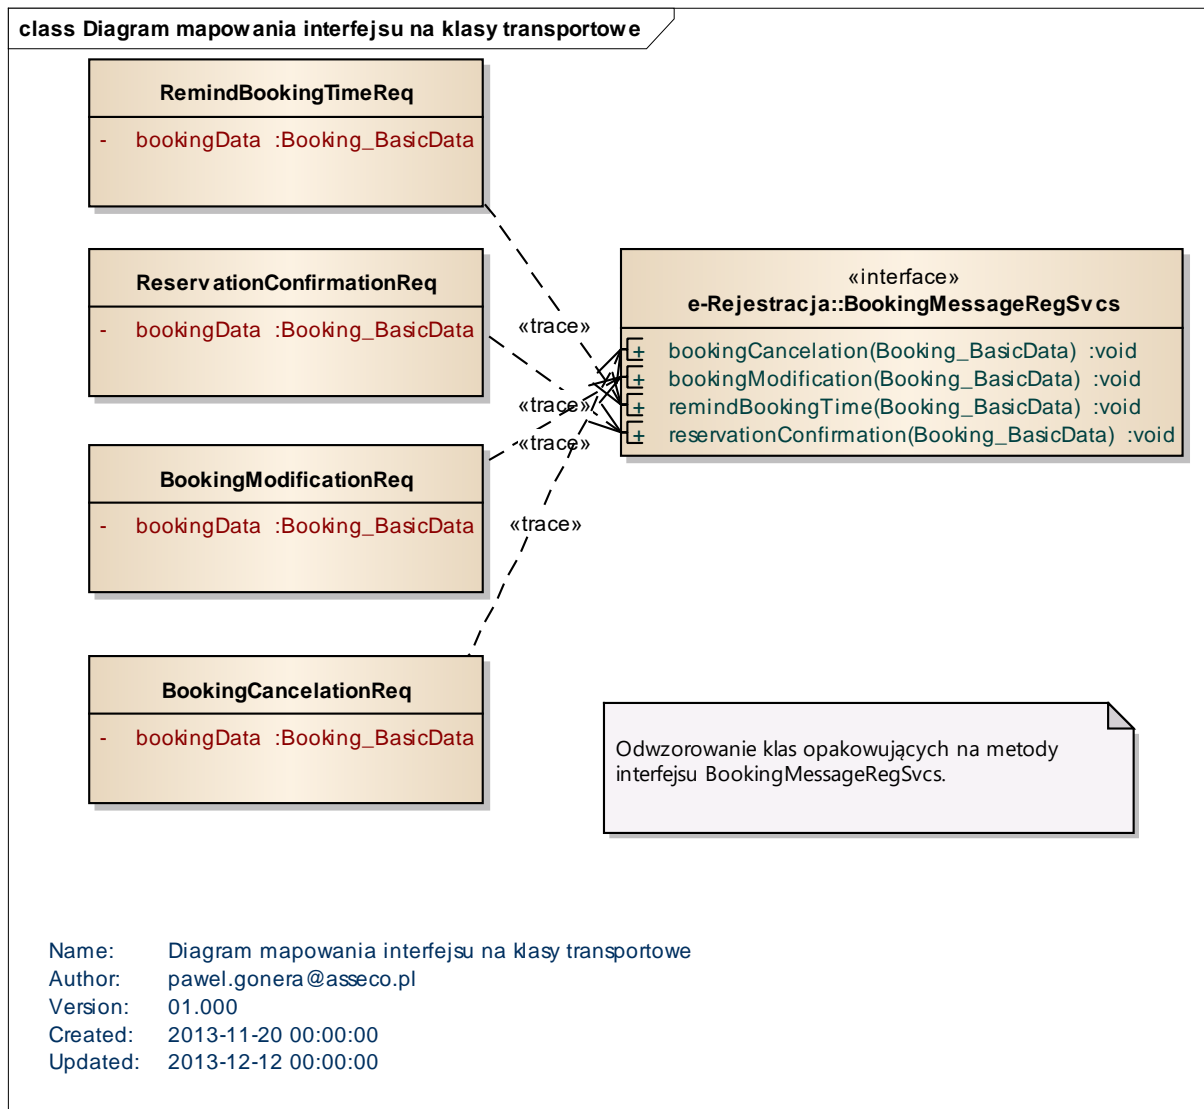 class Diagram mapowania interfejsu na klasy transportowe
RemindBookingTimeReq
- bookingData :Booking_BasicData
ReservationConfirmationReq
- bookingData :Booking_BasicData
BookingModificationReq
- bookingData :Booking_BasicData
BookingCancelationReq
- bookingData :Booking_BasicData
«trace»
«trace»
«trace»
«trace»
«interface»
e-Rejestracja::BookingMessageRegSvcs
+ bookingCancelation(Booking_BasicData) :void
+ bookingModification(Booking_BasicData) :void
+ remindBookingTime(Booking_BasicData) :void
+ reservationConfirmation(Booking_BasicData) :void
Odwzorowanie klas opakowujących na metody
interfejsu BookingMessageRegSvcs.
Name: Diagram mapowania interfejsu na klasy transportowe
Author: pawel.gonera@asseco.pl
Version: 01.000
Created: 2013-11-20 00:00:00
Updated: 2013-12-12 00:00:00